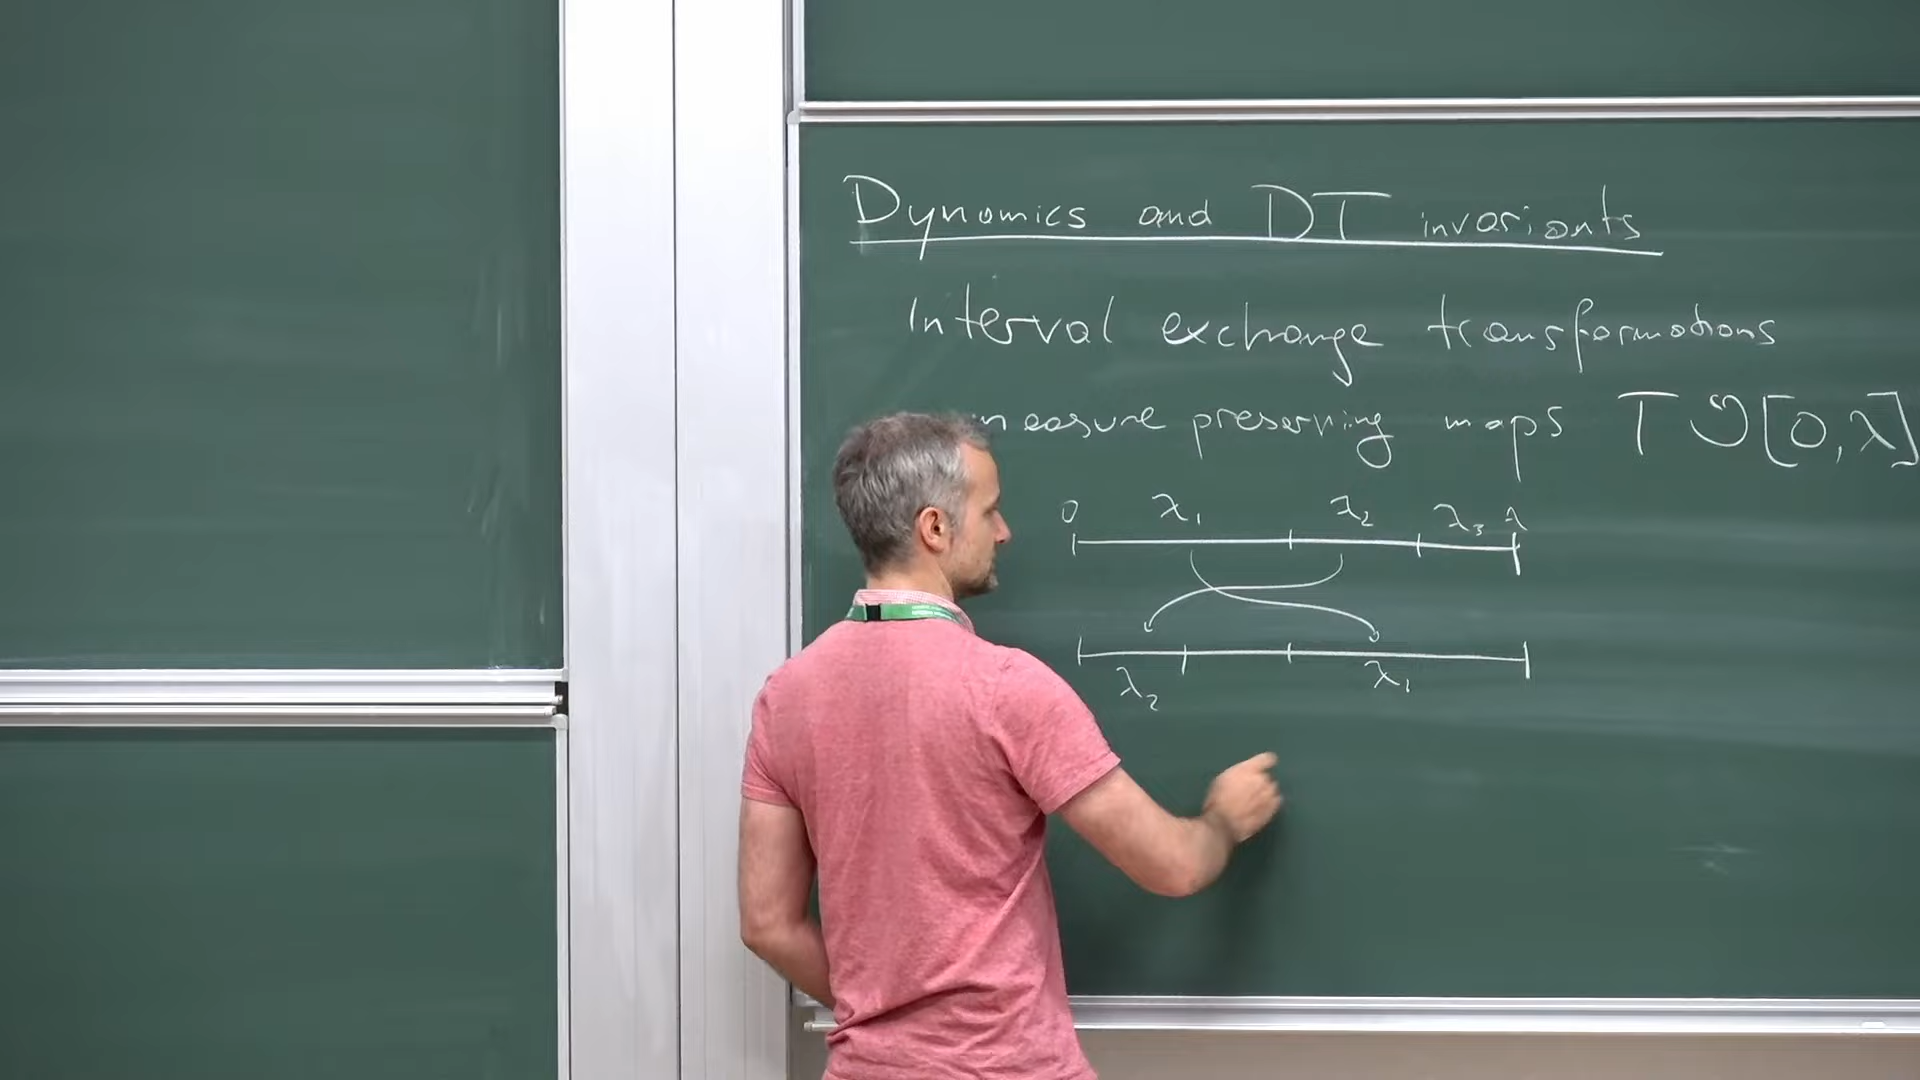 Dynamics and DT invariants
Interval exchange transformations
measure preserving maps T ↺ [0, λ]
0 λ₁ λ₂ λ₃ λ
λ₂ λ₁